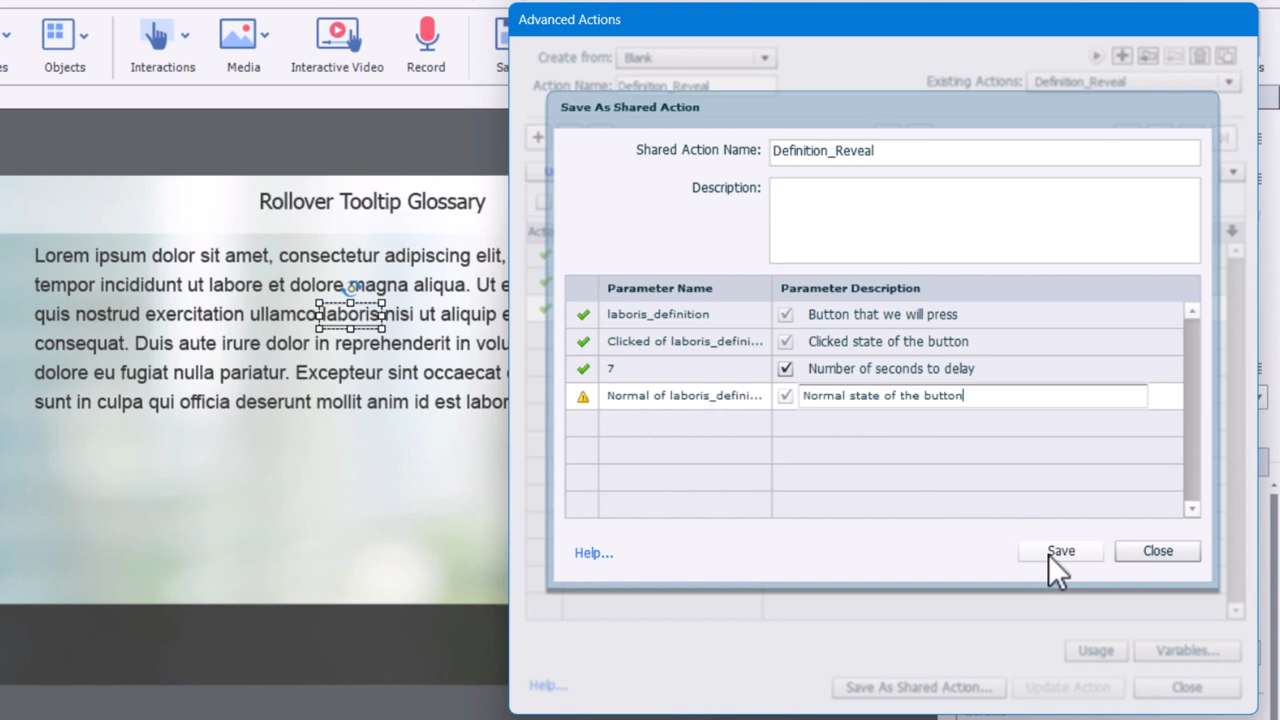 Advanced Actions
Objects
Interactions
Media
Interactive Video
Record
Create from: Blank
Action Name: Definition_Reveal
Existing Actions: Definition_Reveal
Save As Shared Action
Shared Action Name: Definition_Reveal
Description:
Parameter Name Parameter Description
laboris_definition Button that we will press
Clicked of laboris_defini... Clicked state of the button
7 Number of seconds to delay
Normal of laboris_defini... Normal state of the button
Help... Save Close
Usage Variables...
Help... Save As Shared Action... Update Action Close
Rollover Tooltip Glossary
Lorem ipsum dolor sit amet, consectetur adipiscing elit,
tempor incididunt ut labore et dolore magna aliqua. Ut e
quis nostrud exercitation ullamco laboris nisi ut aliquip e
consequat. Duis aute irure dolor in reprehenderit in volu
dolore eu fugiat nulla pariatur. Excepteur sint occaecat
sunt in culpa qui officia deserunt mollit anim id est labor